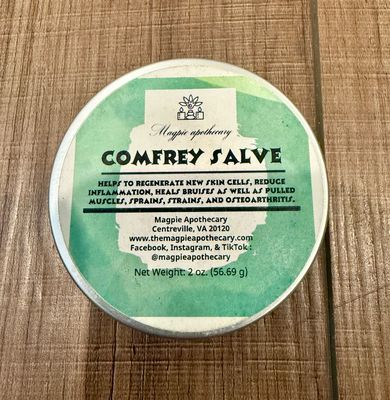 Magpie apothecary
COMFREY SALVE
HELPS TO REGENERATE NEW SKIN CELLS, REDUCE
INFLAMMATION, HEALS BRUISES AS WELL AS PULLED
MUSCLES, SPRAINS, STRAINS, AND OSTEOARTHRITIS.
Magpie Apothecary
Centreville, VA 20120
www.themagpieapothecary.com
Facebook, Instagram, & TikTok :
@magpieapothecary
Net Weight: 2 oz. (56.69 g)